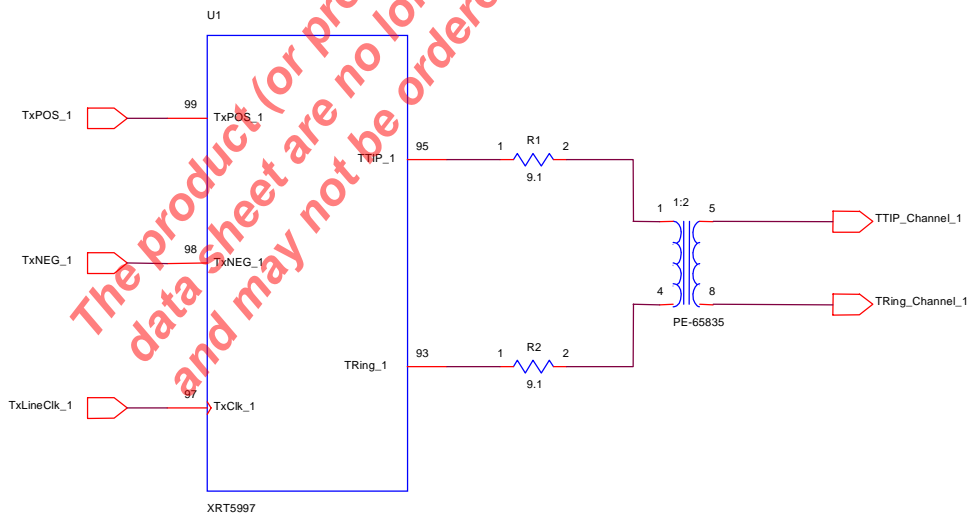 U1
TxPOS_1
99
TxPOS_1
TTIP_1
95
1
R1
2
9.1
1
1:2
5
TTIP_Channel_1
TxNEG_1
98
TxNEG_1
4
8
TRing_Channel_1
PE-65835
TRing_1
93
1
R2
2
9.1
TxLineClk_1
97
TxClk_1
XRT5997
The product (or pro
data sheet are no lon
and may not be ordere